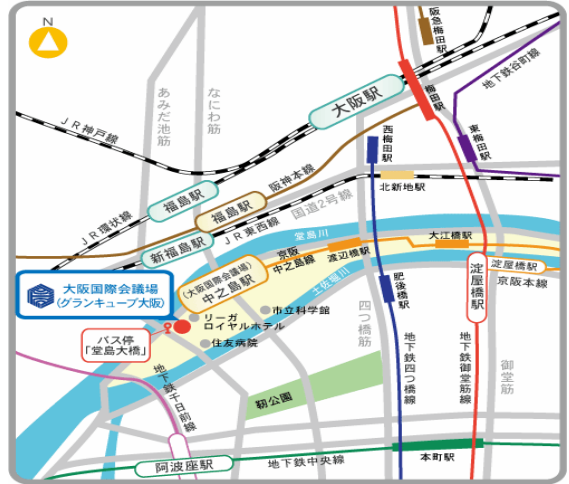 N
阪急梅田駅
地下鉄谷町線
大阪駅
梅田駅
あみだ池筋
なにわ筋
JR神戸線
西梅田駅
東梅田駅
阪神本線
福島駅
北新地駅
福島駅
国道2号線
JR環状線
新福島駅
JR東西線
堂島川
大江橋駅
京阪
中之島線
渡辺橋駅
(大阪国際会議場)
中之島駅
淀屋橋駅
淀屋橋駅
京阪本線
大阪国際会議場
(グランキューブ大阪)
土佐堀川
肥後橋駅
リーガ
ロイヤルホテル
市立科学館
四つ橋筋
バス停
「堂島大橋」
住友病院
地下鉄四つ橋線
地下鉄御堂筋線
御堂筋
地下鉄千日前線
靭公園
阿波座駅
地下鉄中央線
本町駅